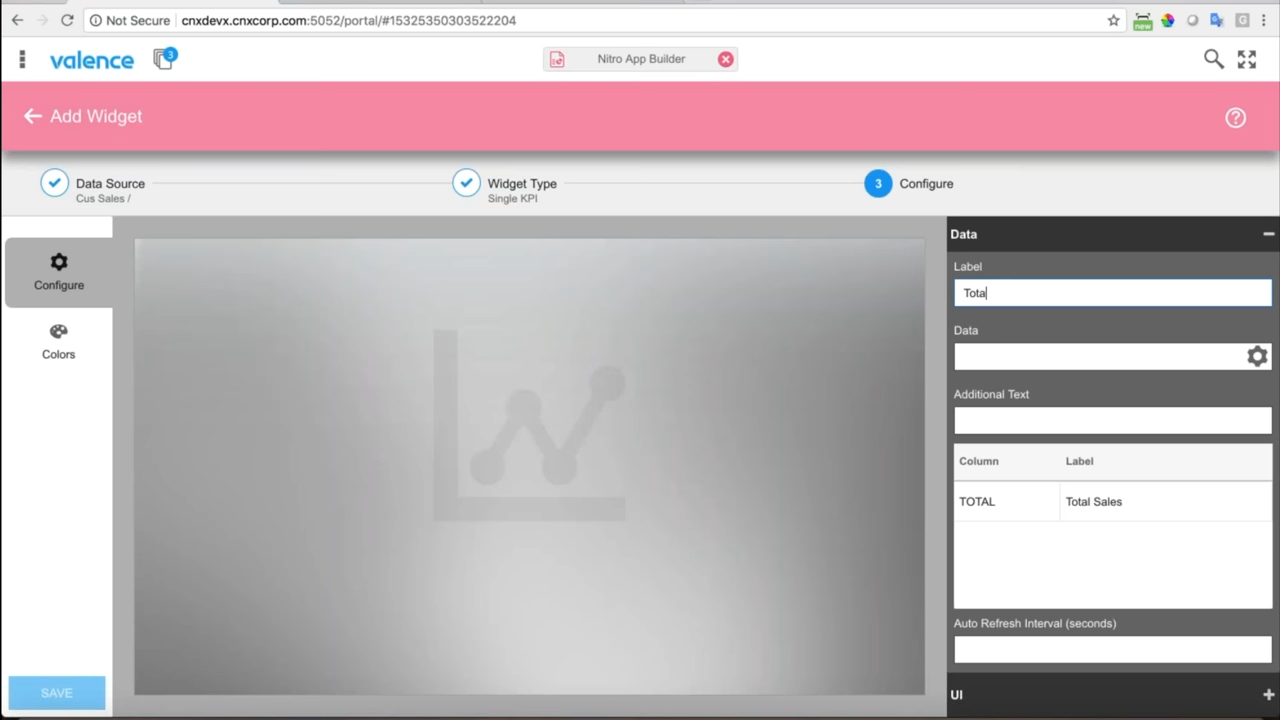 Not Secure cnxdevx.cnxcorp.com:5052/portal/#15325350303522204
new
G
valence
3
Nitro App Builder
Add Widget
Data Source
Cus Sales /
Widget Type
Single KPI
3
Configure
Configure
Colors
SAVE
Data
Label
Tota
Data
Additional Text
Column Label
TOTAL Total Sales
Auto Refresh Interval (seconds)
UI